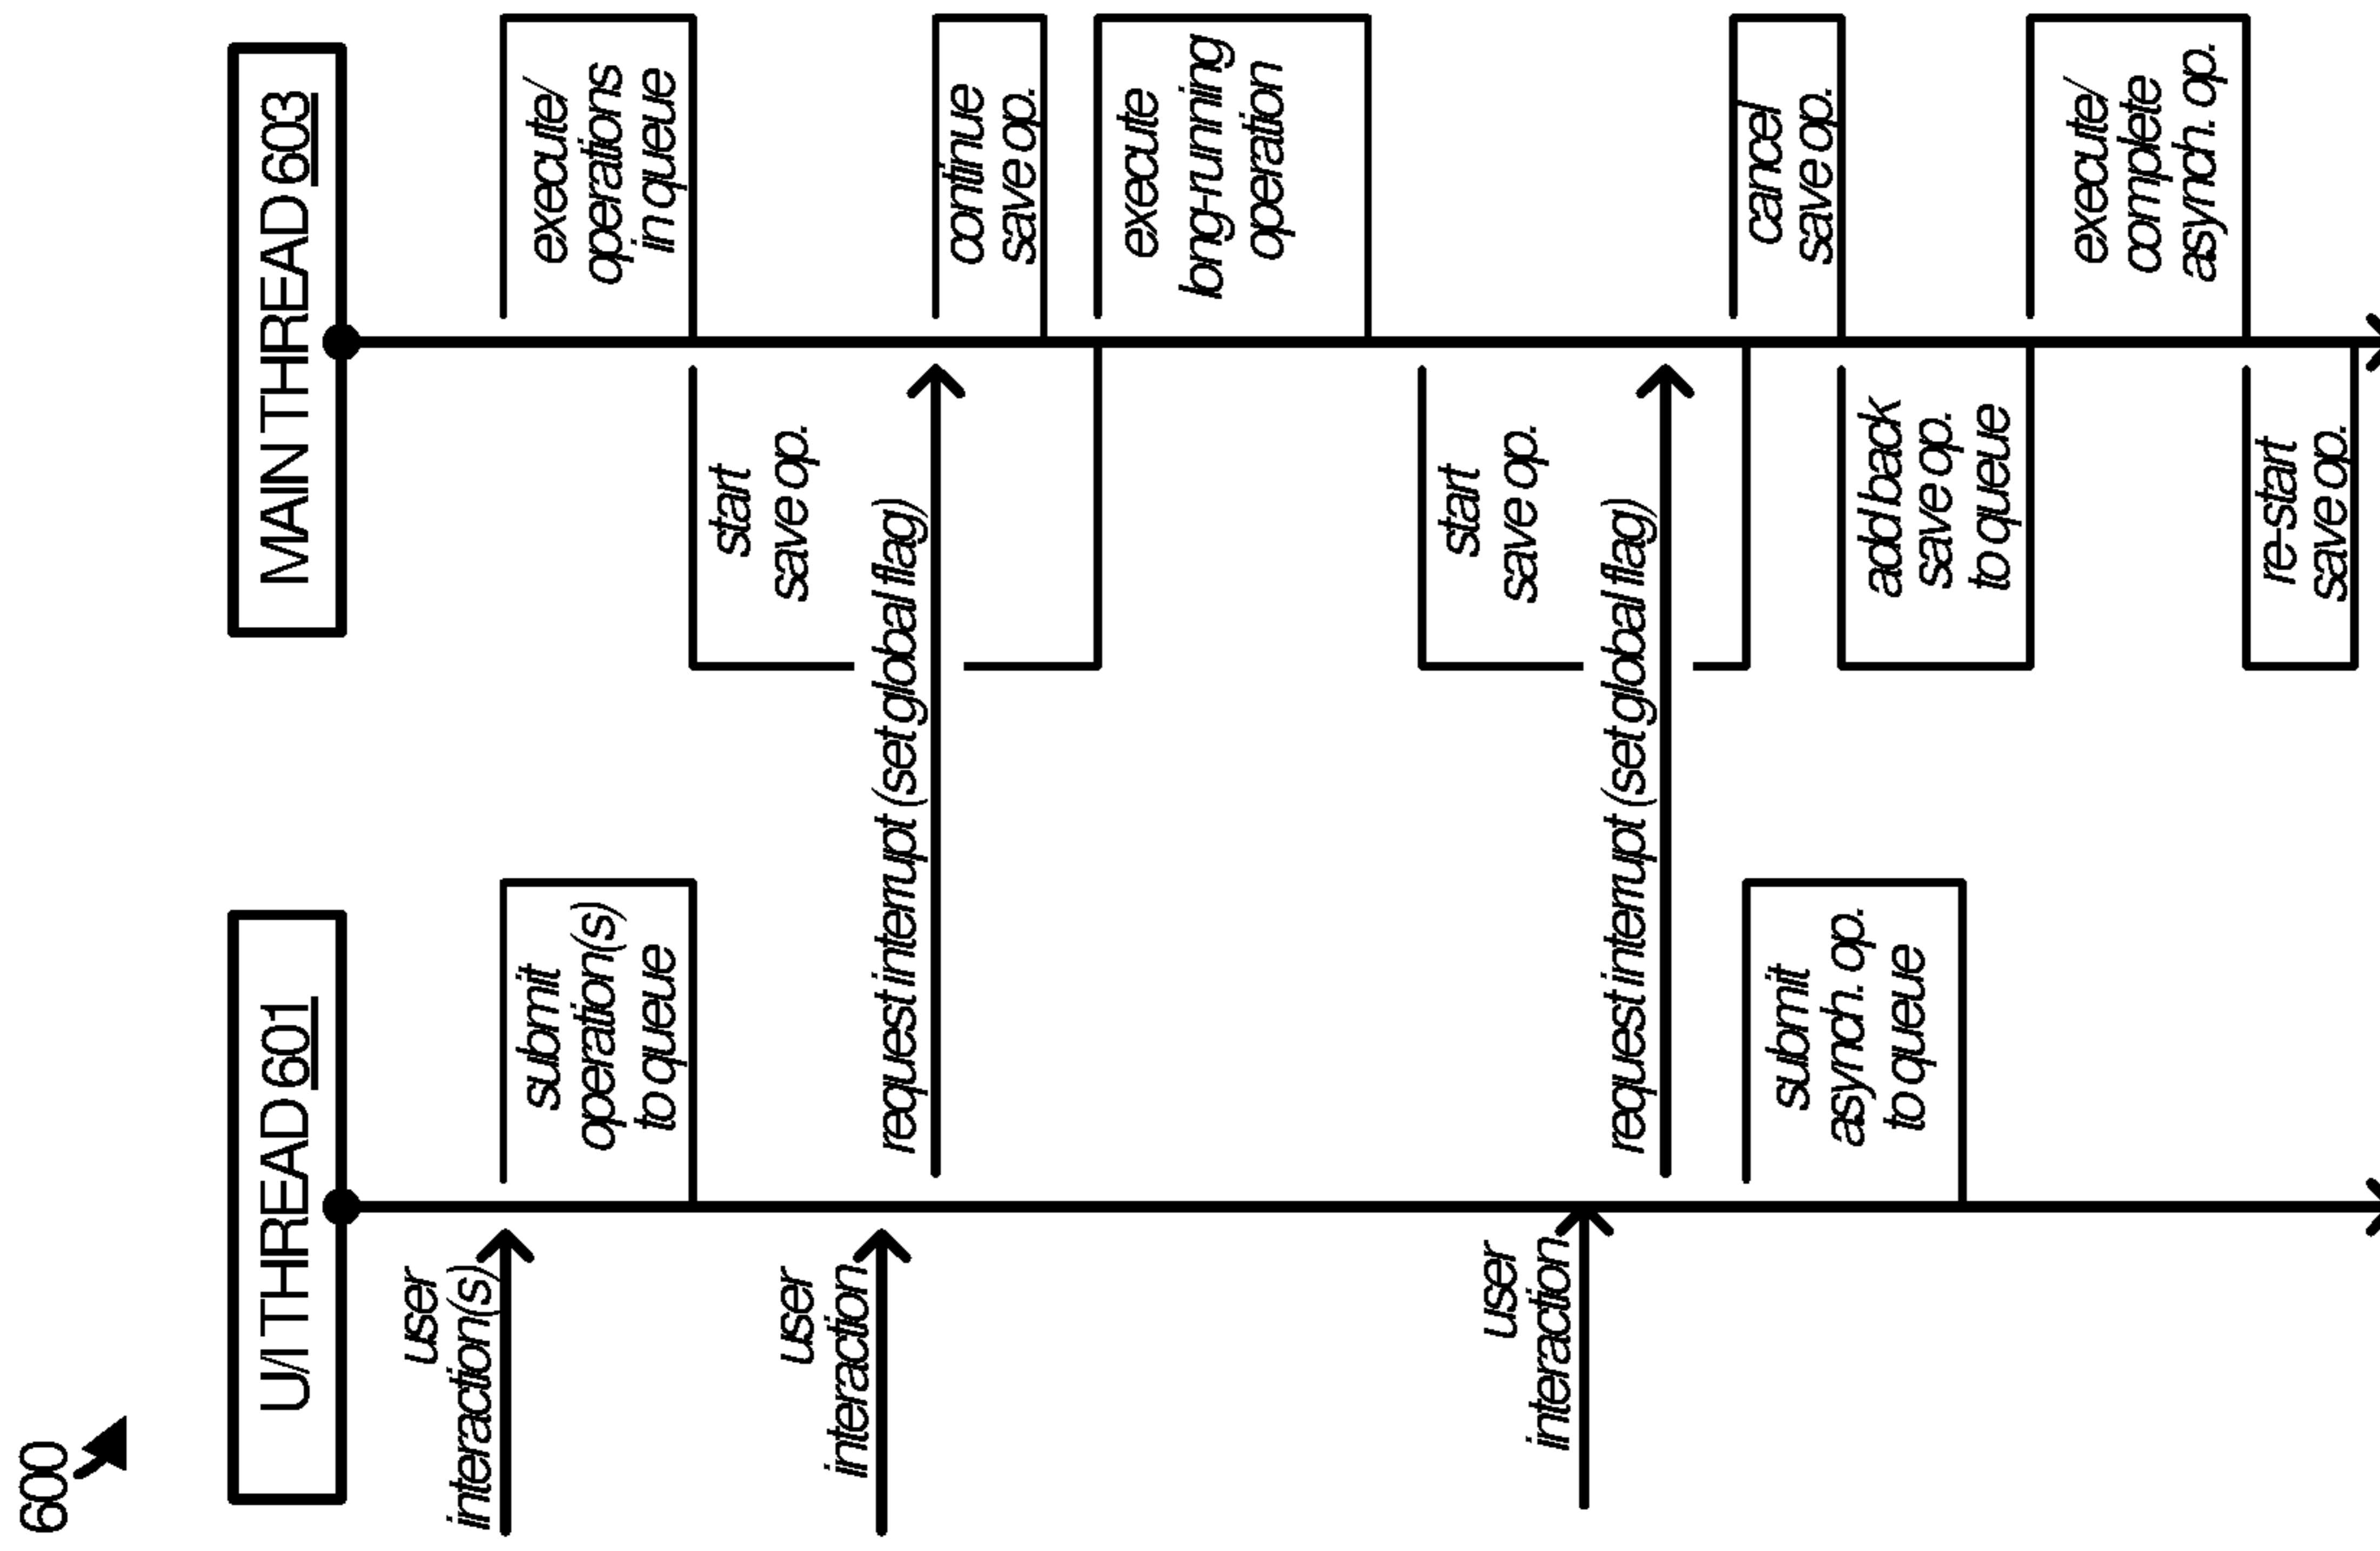 600
U/I THREAD 601
MAIN THREAD 603
user
interaction(s)
submit
operation(s)
to queue
execute/
operations
in queue
start
save op.
user
interaction
request interrupt (set global flag)
continue
save op.
execute
long-running
operation
start
save op.
user
interaction
request interrupt (set global flag)
cancel
save op.
submit
asynch. op.
to queue
add back
save op.
to queue
execute/
complete
asynch. op.
re-start
save op.